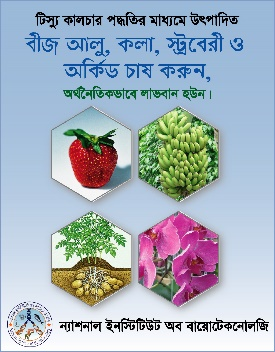 টিস্যু কালচার পদ্ধতির মাধ্যমে উৎপাদিত
বীজ আলু, কলা, স্ট্রবেরী ও
অর্কিড চাষ করুন,
অর্থনৈতিকভাবে লাভবান হউন।
ন্যাশনাল ইনস্টিটিউট অব বায়োটেকনোলজি